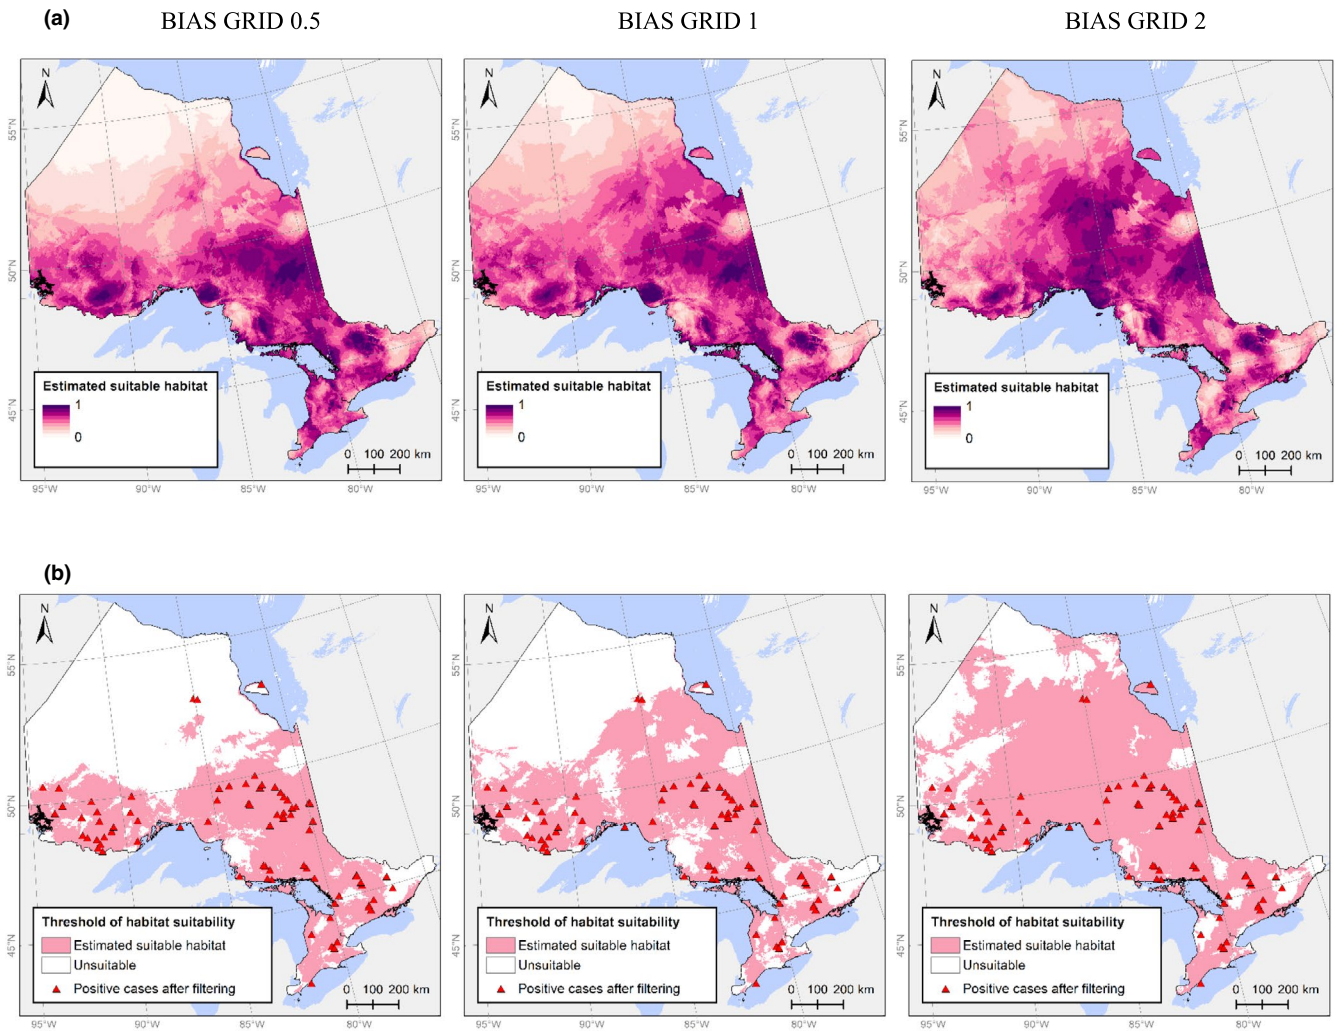 (a)
BIAS GRID 0.5
BIAS GRID 1
BIAS GRID 2
N
55°N
50°N
45°N
Estimated suitable habitat
1
0
0 100 200 km
95°W
90°W
85°W
80°W
N
55°N
50°N
45°N
Estimated suitable habitat
1
0
0 100 200 km
95°W
90°W
85°W
80°W
N
55°N
50°N
45°N
Estimated suitable habitat
1
0
0 100 200 km
95°W
90°W
85°W
80°W
(b)
N
55°N
50°N
45°N
Threshold of habitat suitability
Estimated suitable habitat
Unsuitable
Positive cases after filtering
0 100 200 km
95°W
90°W
85°W
80°W
N
55°N
50°N
45°N
Threshold of habitat suitability
Estimated suitable habitat
Unsuitable
Positive cases after filtering
0 100 200 km
95°W
90°W
85°W
80°W
N
55°N
50°N
45°N
Threshold of habitat suitability
Estimated suitable habitat
Unsuitable
Positive cases after filtering
0 100 200 km
95°W
90°W
85°W
80°W